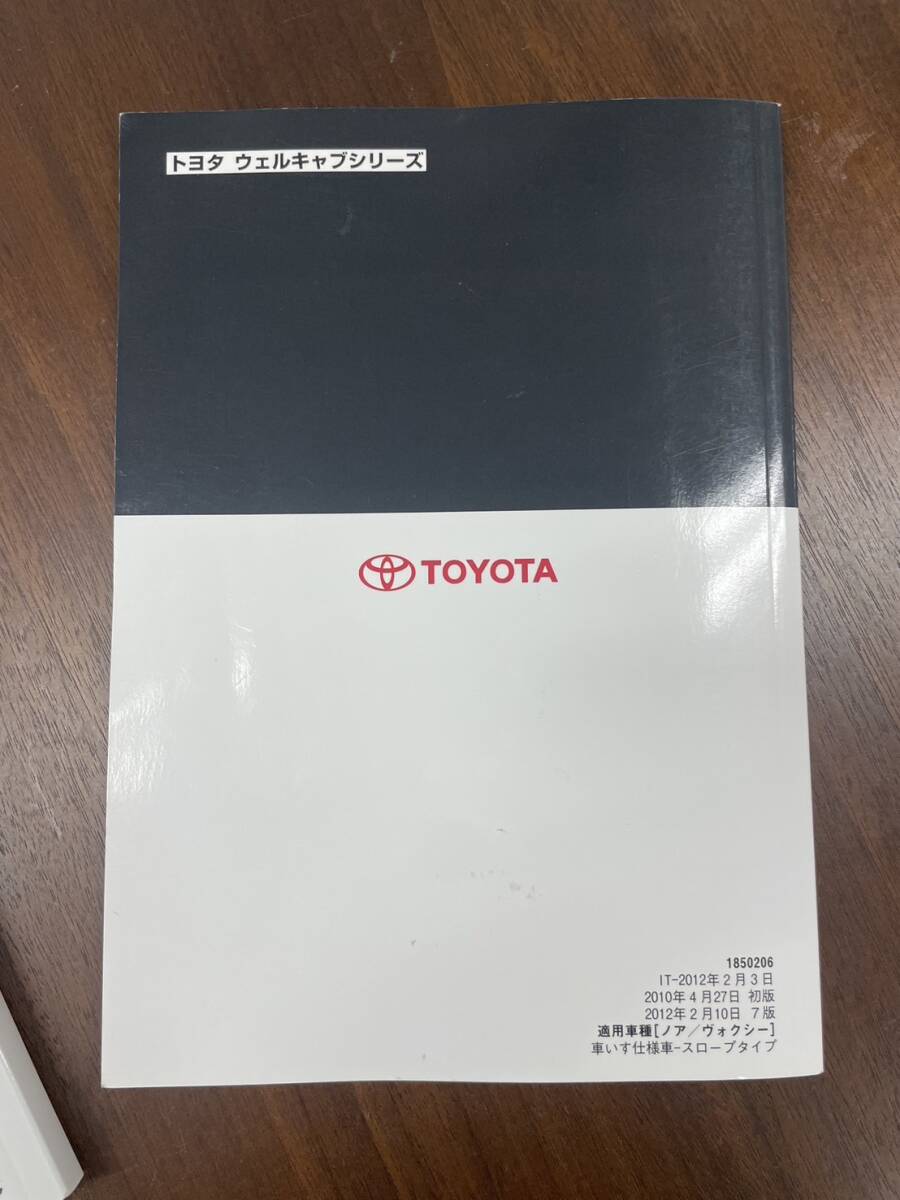 トヨタ ウェルキャブシリーズ
TOYOTA
1850206
IT-2012年2月3日
2010年4月27日 初版
2012年2月10日 7版
適用車種[ノア／ヴォクシー]
車いす仕様車-スロープタイプ